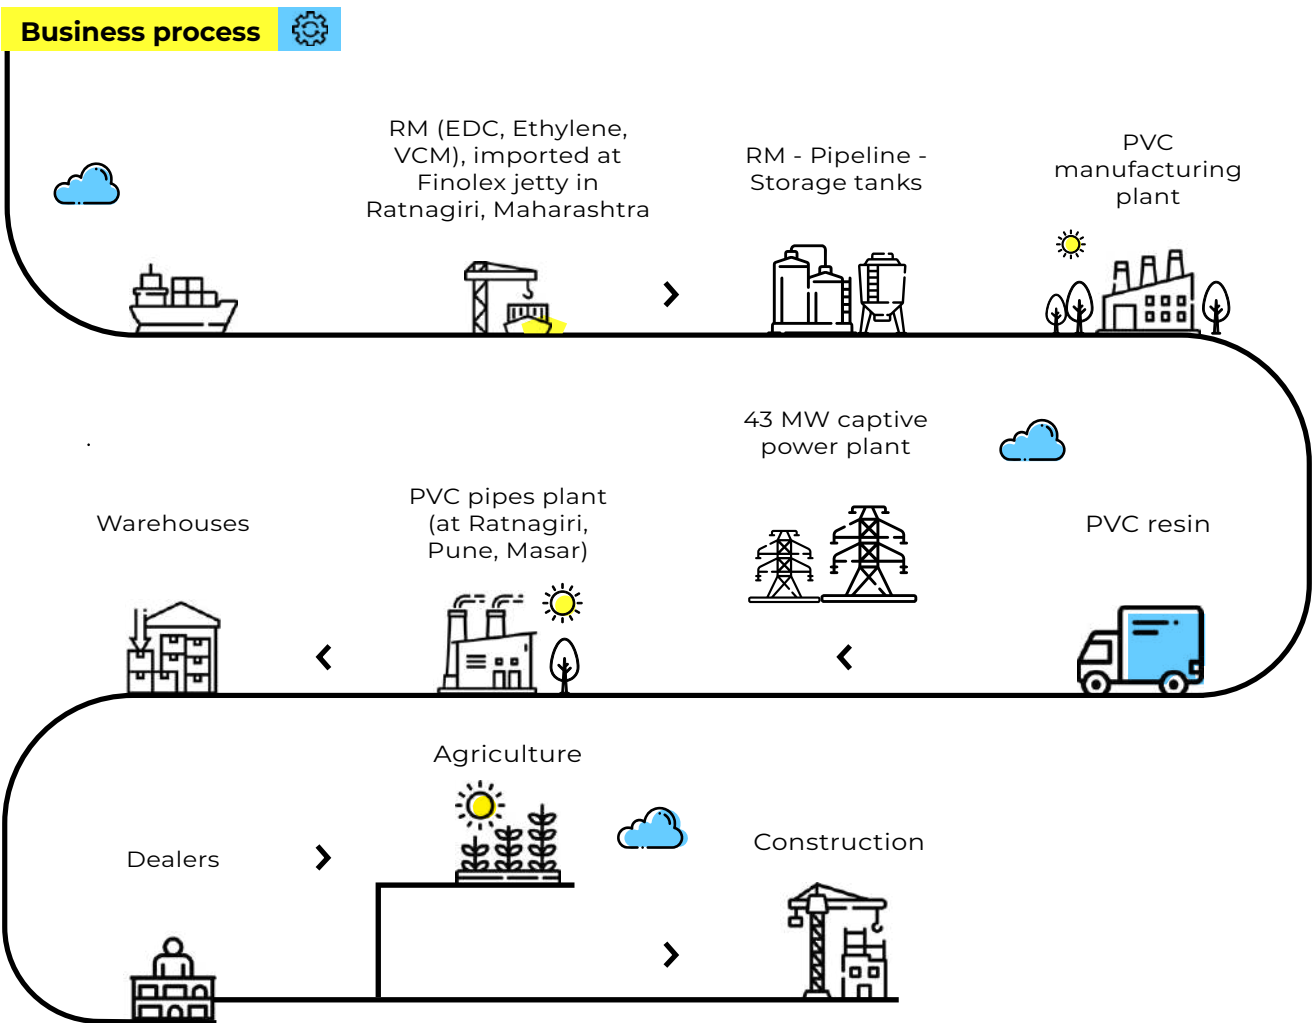 Business process
RM (EDC, Ethylene,
VCM), imported at
Finolex jetty in
Ratnagiri, Maharashtra
RM - Pipeline -
Storage tanks
PVC
manufacturing
plant
43 MW captive
power plant
Warehouses
PVC pipes plant
(at Ratnagiri,
Pune, Masar)
PVC resin
Agriculture
Construction
Dealers